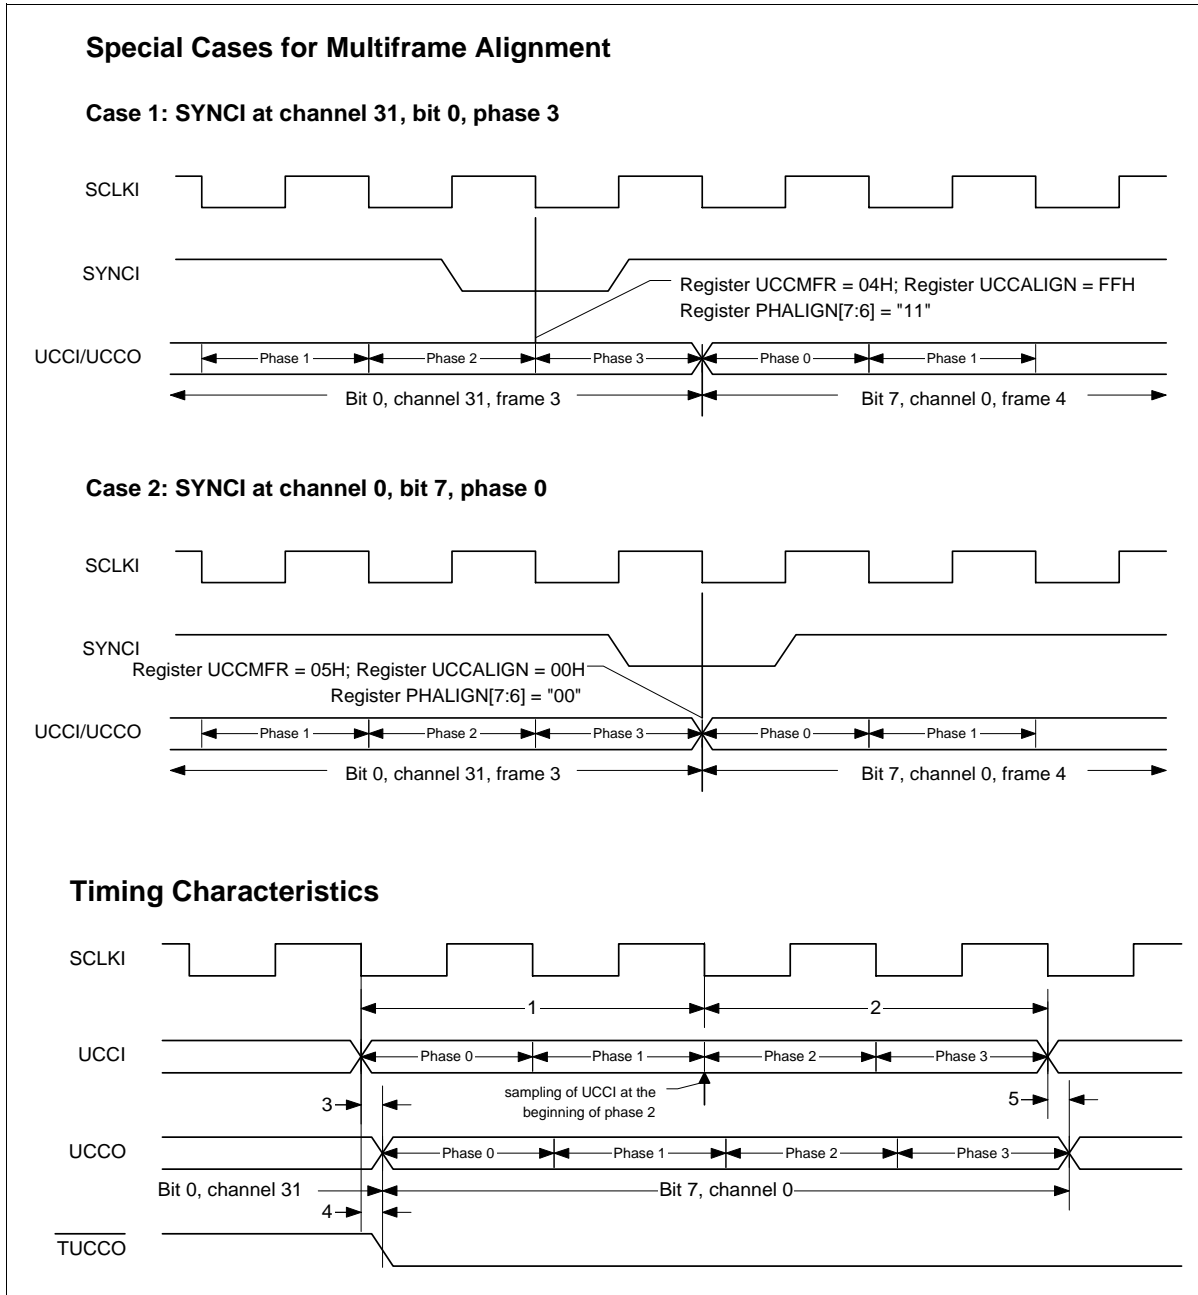 Special Cases for Multiframe Alignment
Case 1: SYNCI at channel 31, bit 0, phase 3
SCLKI
SYNCI
Register UCCMFR = 04H; Register UCCALIGN = FFH
Register PHALIGN[7:6] = "11"
UCCI/UCCO
Phase 1 Phase 2 Phase 3 Phase 0 Phase 1
Bit 0, channel 31, frame 3 Bit 7, channel 0, frame 4
Case 2: SYNCI at channel 0, bit 7, phase 0
SCLKI
SYNCI
Register UCCMFR = 05H; Register UCCALIGN = 00H
Register PHALIGN[7:6] = "00"
UCCI/UCCO
Phase 1 Phase 2 Phase 3 Phase 0 Phase 1
Bit 0, channel 31, frame 3 Bit 7, channel 0, frame 4
Timing Characteristics
SCLKI
1 2
UCCI
Phase 0 Phase 1 Phase 2 Phase 3
sampling of UCCI at the
beginning of phase 2
3 5
UCCO
Phase 0 Phase 1 Phase 2 Phase 3
Bit 0, channel 31 Bit 7, channel 0
4
TUCCO